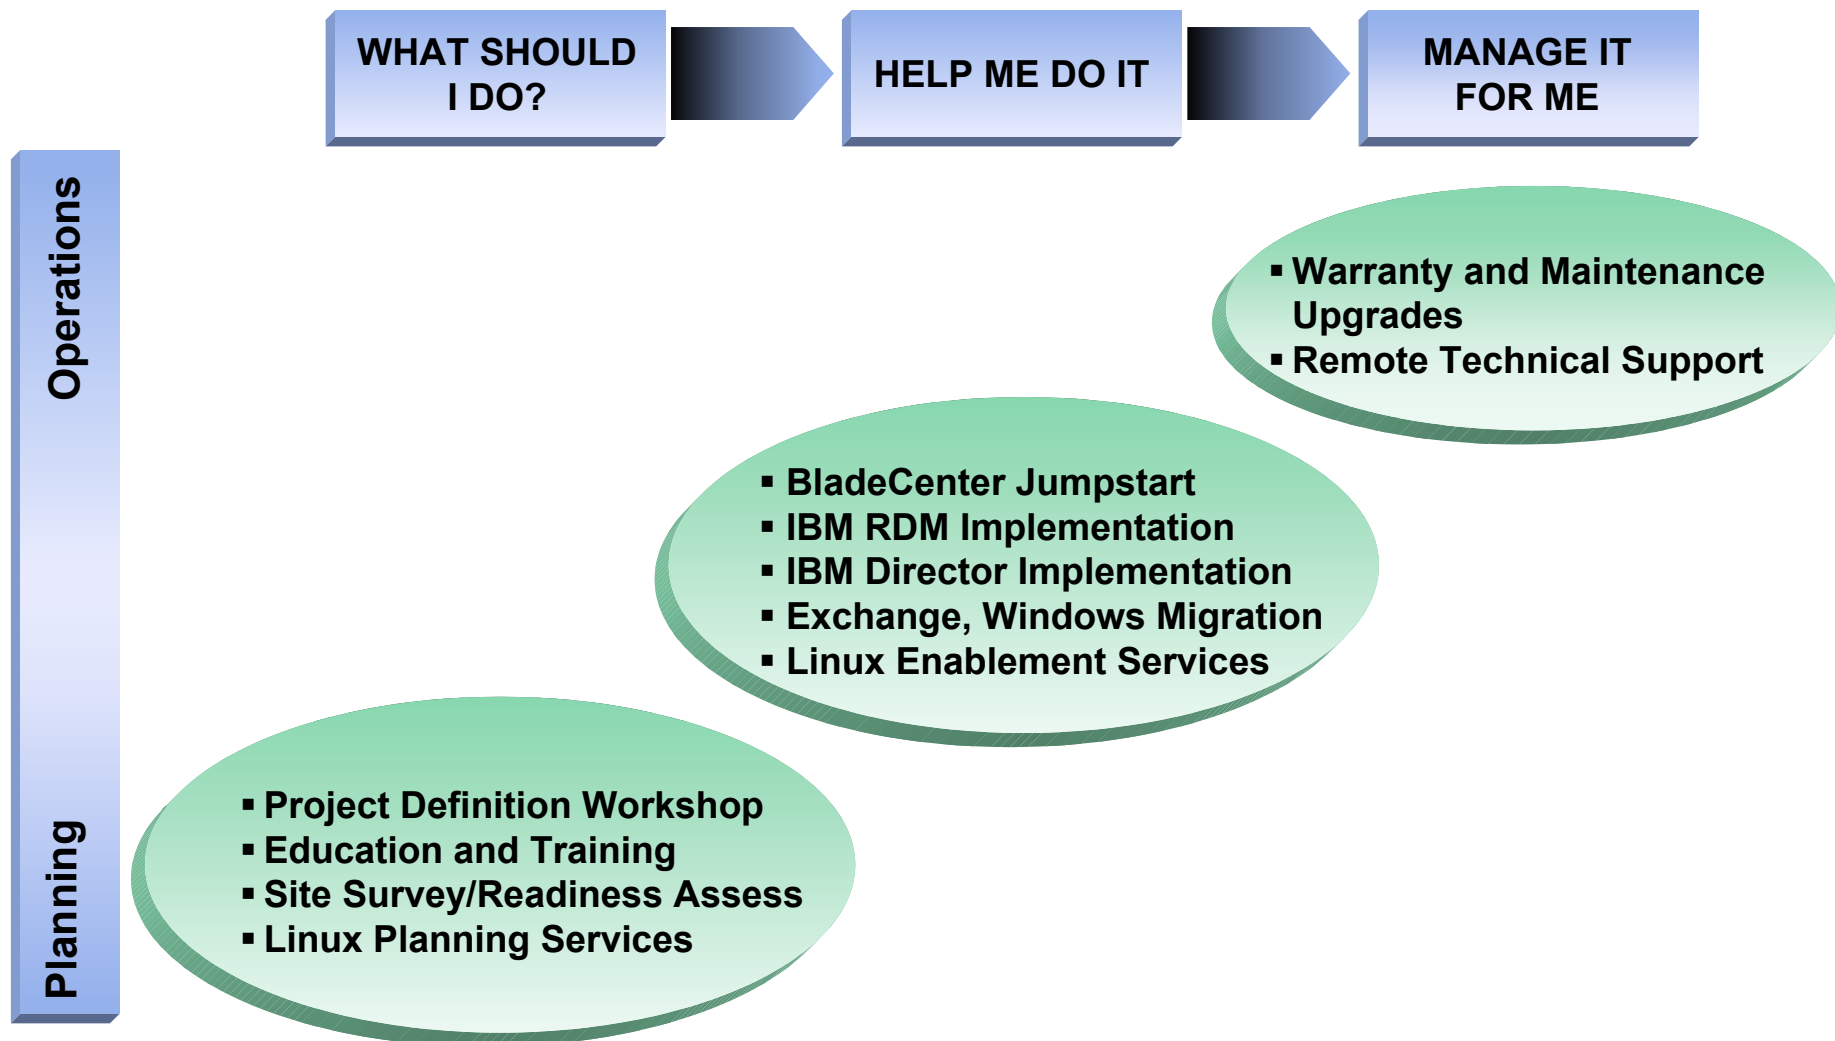 WHAT SHOULD
I DO?
HELP ME DO IT
MANAGE IT
FOR ME
Operations
▪ Warranty and Maintenance
Upgrades
▪ Remote Technical Support
▪ BladeCenter Jumpstart
▪ IBM RDM Implementation
▪ IBM Director Implementation
▪ Exchange, Windows Migration
▪ Linux Enablement Services
Planning
▪ Project Definition Workshop
▪ Education and Training
▪ Site Survey/Readiness Assess
▪ Linux Planning Services